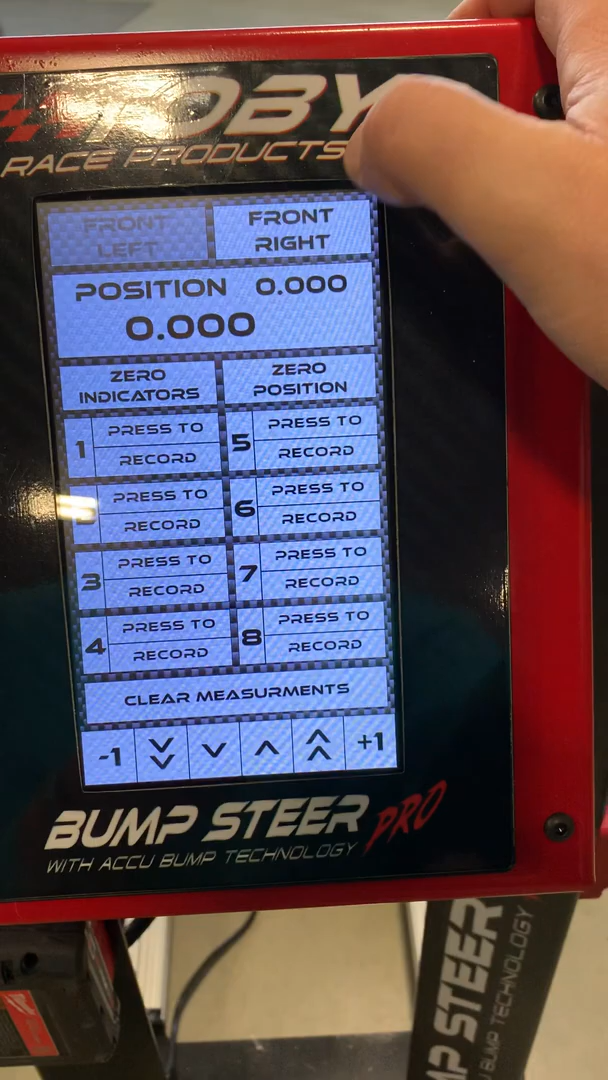 FOBY
RACE PRODUCTS
FRONT LEFT
FRONT RIGHT
POSITION 0.000
0.000
ZERO INDICATORS
ZERO POSITION
1 PRESS TO RECORD
5 PRESS TO RECORD
PRESS TO RECORD
6 PRESS TO RECORD
3 PRESS TO RECORD
7 PRESS TO RECORD
4 PRESS TO RECORD
8 PRESS TO RECORD
CLEAR MEASURMENTS
-1 +1
BUMP STEER PRO
WITH ACCU BUMP TECHNOLOGY
MP STEER
BUMP TECHNOLOGY